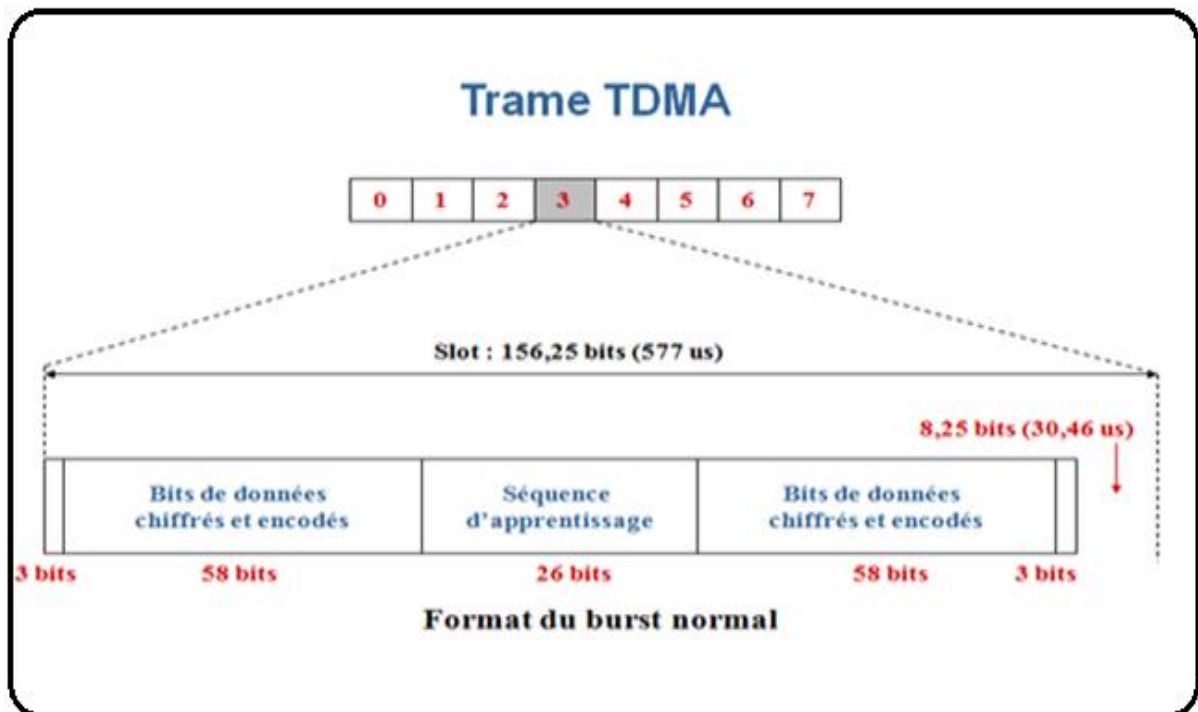 Trame TDMA
0 1 2 3 4 5 6 7
Slot : 156,25 bits (577 us)
8,25 bits (30,46 us)
Bits de données
chiffrés et encodés
Séquence
d'apprentissage
Bits de données
chiffrés et encodés
3 bits 58 bits 26 bits 58 bits 3 bits
Format du burst normal